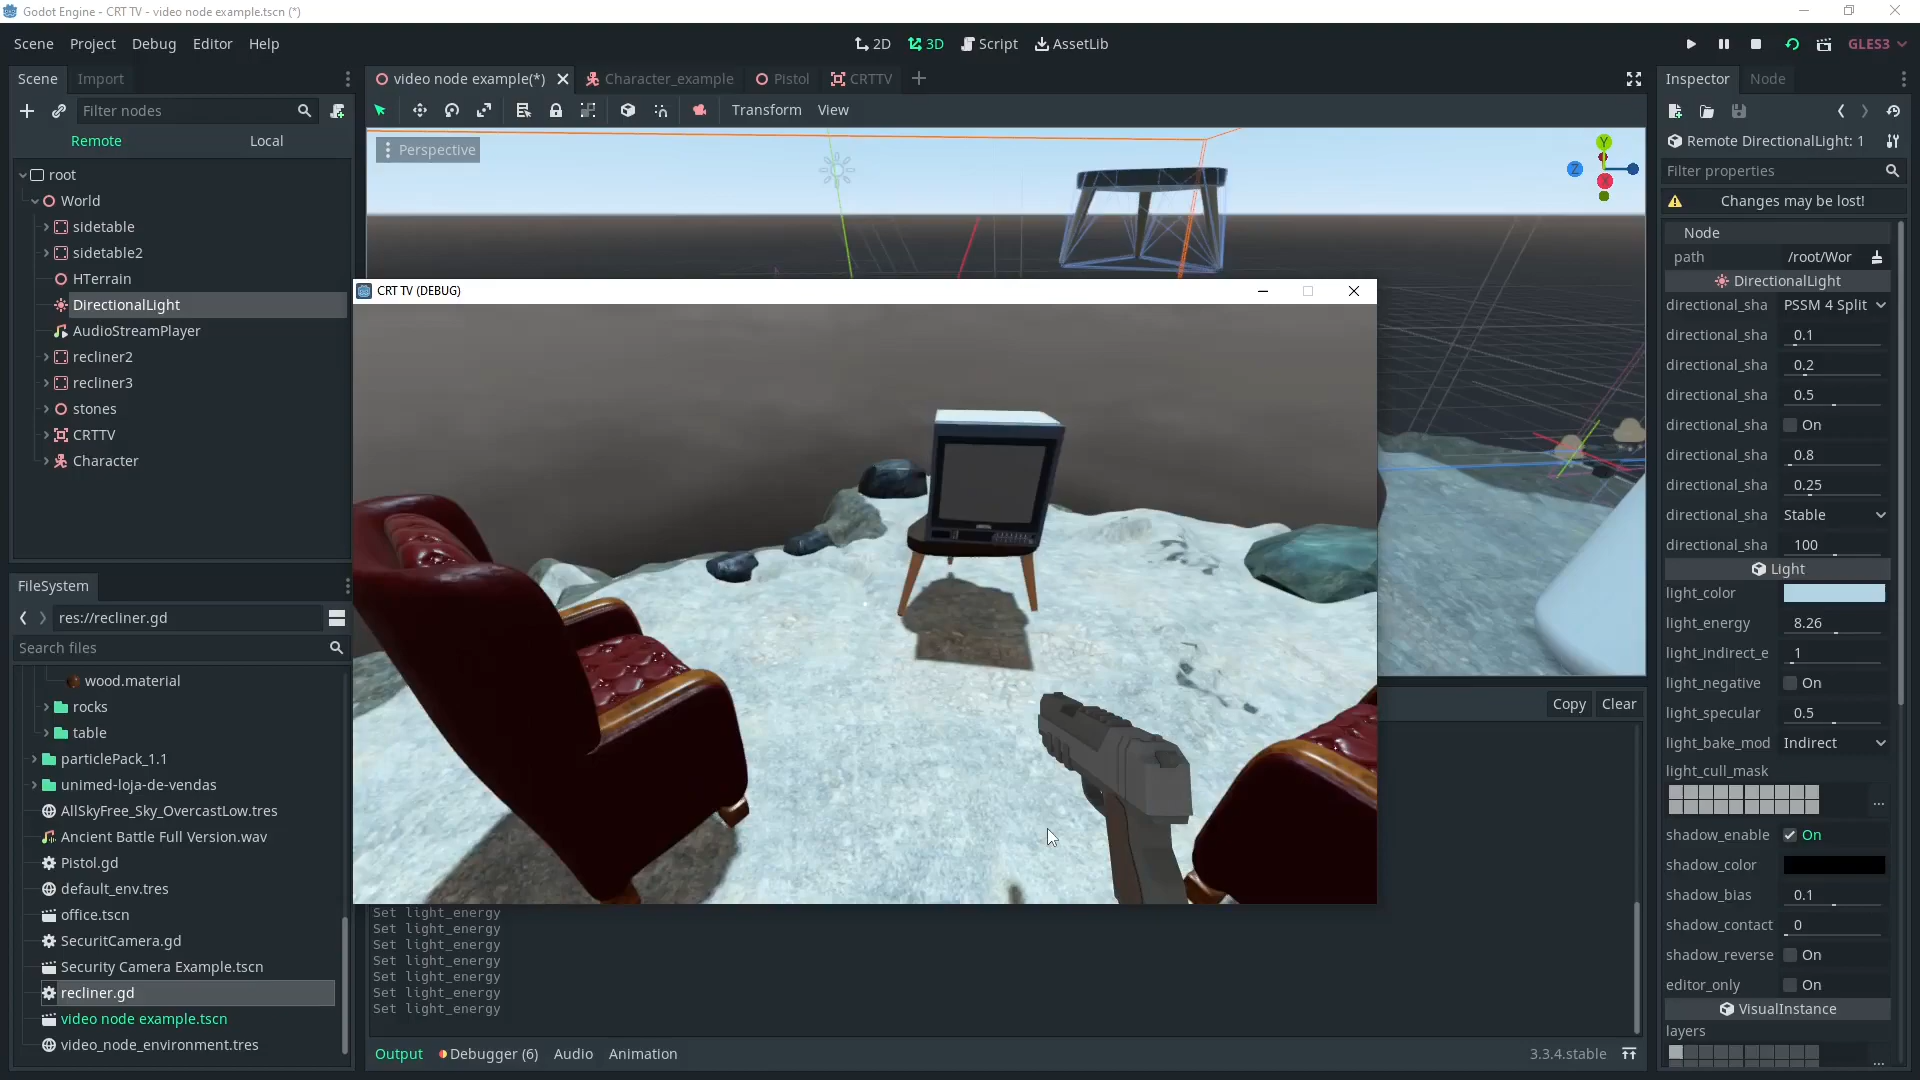 Godot Engine - CRT TV - video node example.tscn (*)
Scene
Project
Debug
Editor
Help
2D
3D
Script
AssetLib
GLES3
Scene
Import
Filter nodes
Remote
Local
root
World
sidetable
sidetable2
HTerrain
DirectionalLight
AudioStreamPlayer
recliner2
recliner3
stones
CRTTV
Character
FileSystem
res://recliner.gd
Search files
wood.material
rocks
table
particlePack_1.1
unimed-loja-de-vendas
AllSkyFree_Sky_OvercastLow.tres
Ancient Battle Full Version.wav
Pistol.gd
default_env.tres
office.tscn
SecuritCamera.gd
Security Camera Example.tscn
recliner.gd
video node example.tscn
video_node_environment.tres
video node example(*)
Character_example
Pistol
CRTTV
Transform
View
Perspective
Y
Z
X
CRT TV (DEBUG)
Copy
Clear
Set light_energy
Set light_energy
Set light_energy
Set light_energy
Set light_energy
Set light_energy
Set light_energy
Output
Debugger (6)
Audio
Animation
3.3.4.stable
Inspector
Node
Remote DirectionalLight: 1
Filter properties
Changes may be lost!
Node
path /root/Wor
DirectionalLight
directional_sha PSSM 4 Split
directional_sha 0.1
directional_sha 0.2
directional_sha 0.5
directional_sha On
directional_sha 0.8
directional_sha 0.25
directional_sha Stable
directional_sha 100
Light
light_color
light_energy 8.26
light_indirect_e 1
light_negative On
light_specular 0.5
light_bake_mod Indirect
light_cull_mask
...
shadow_enable On
shadow_color
shadow_bias 0.1
shadow_contact 0
shadow_reverse On
editor_only On
VisualInstance
layers
...